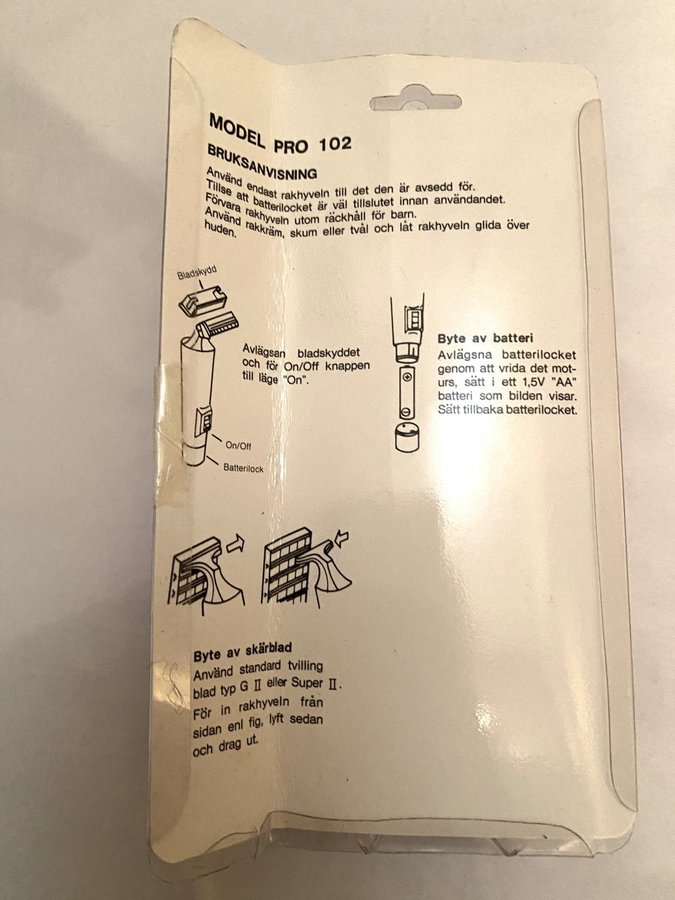 MODEL PRO 102
BRUKSANVISNING
Använd endast rakhyveln till det den är avsedd för.
Tillse att batterilocket är väl tillslutet innan användandet.
Förvara rakhyveln utom räckhåll för barn.
Använd rakkräm, skum eller tvål och låt rakhyveln glida över
huden.
Bladskydd
Avlägsan bladskyddet
och för On/Off knappen
till läge "On".
On/Off
Batterilock
Byte av batteri
Avlägsna batterilocket
genom att vrida det mot-
urs, sätt i ett 1,5V "AA"
batteri som bilden visar.
Sätt tillbaka batterilocket.
Byte av skärblad
Använd standard tvilling
blad typ G II eller Super II.
För in rakhyveln från
sidan enl fig, lyft sedan
och drag ut.